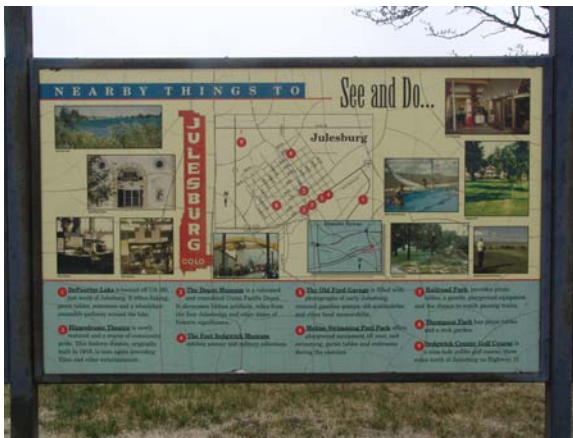 NEARBY THINGS TO
See and Do...
JULESBURG
COLO
Julesburg
DePoorter Lake is located off US 385,
just north of Julesburg. It offers fishing,
picnic tables, restrooms and a wheelchair
accessible pathway around the lake.
Hippodrome Theatre is newly
restored and a source of community
pride. This historic theatre, originally
built in 1919, is once again providing
films and other entertainment.
The Depot Museum is a restored
and remodeled Union Pacific Depot.
It showcases Indian artifacts, relics from
the four Julesburgs and other items of
historic significance.
The Fort Sedgwick Museum
exhibits pioneer and military collections.
The Old Ford Garage is filled with
photographs of early Julesburg,
restored gasoline pumps, old automobiles
and other local memorabilia.
Swimming Pool Park offers
playground equipment,
swimming, picnic tables and restrooms
during the summer.
Railroad Park provides picnic
tables, a gazebo, playground equipment
and the chance to watch passing trains.
Thompson Park has picnic tables
and a rock garden.
Sedgwick County Golf Course is
a nine-hole public golf course, three
miles north of Julesburg on Highway